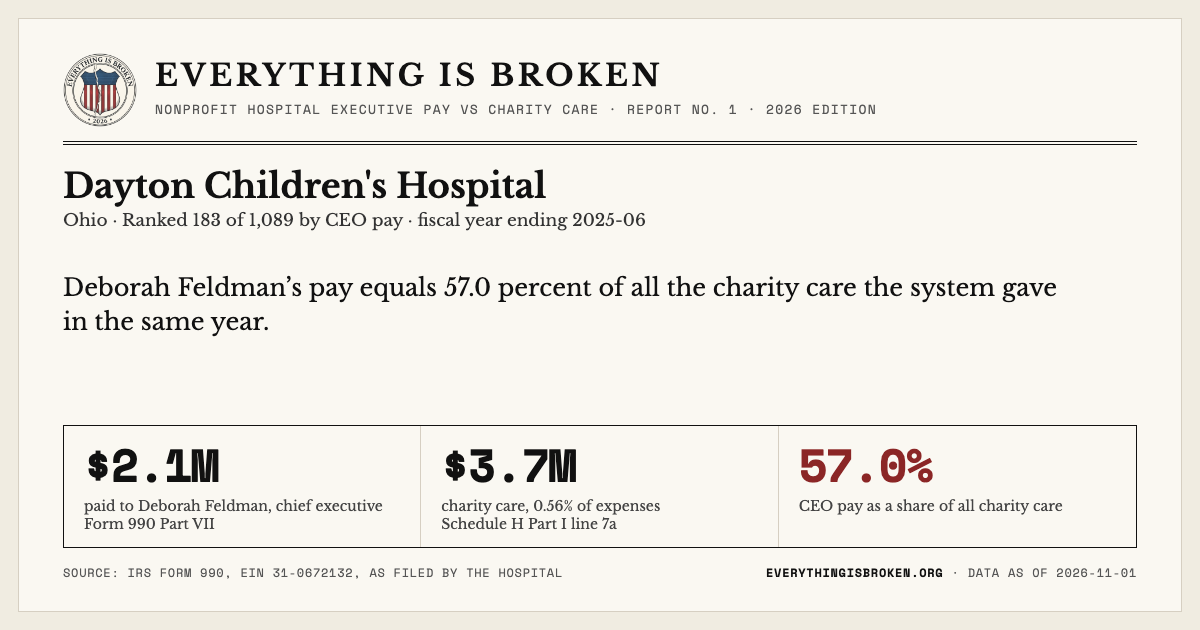 EVERYTHING IS BROKEN
· 2026 ·
EVERYTHING IS BROKEN
NONPROFIT HOSPITAL EXECUTIVE PAY VS CHARITY CARE · REPORT NO. 1 · 2026 EDITION
Dayton Children's Hospital
Ohio · Ranked 183 of 1,089 by CEO pay · fiscal year ending 2025-06
Deborah Feldman’s pay equals 57.0 percent of all the charity care the system gave
in the same year.
$2.1M
paid to Deborah Feldman, chief executive
Form 990 Part VII
$3.7M
charity care, 0.56% of expenses
Schedule H Part I line 7a
57.0%
CEO pay as a share of all charity care
SOURCE: IRS FORM 990, EIN 31-0672132, AS FILED BY THE HOSPITAL
EVERYTHINGISBROKEN.ORG · DATA AS OF 2026-11-01